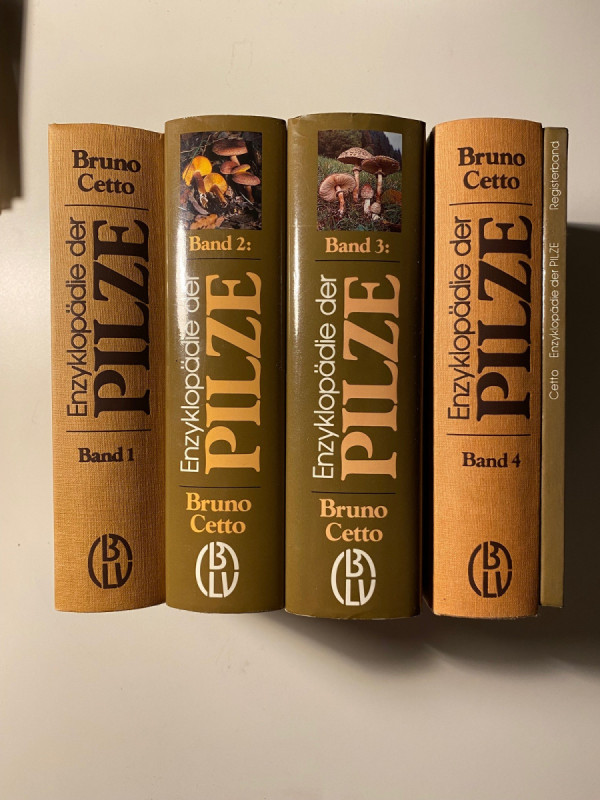 Bruno
Cetto
Enzyklopädie der
PILZE
Band 1
BLV
Band 2:
Enzyklopädie der
PILZE
Bruno
Cetto
BLV
Band 3:
Enzyklopädie der
PILZE
Bruno
Cetto
BLV
Bruno
Cetto
Enzyklopädie der
PILZE
Band 4
BLV
Cetto Enzyklopädie der PILZE Registerband